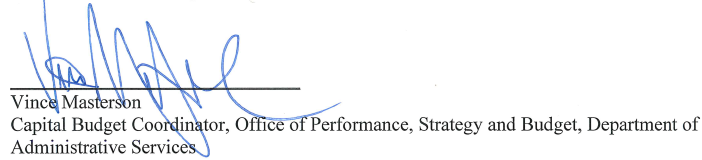 Vince Masterson
Capital Budget Coordinator, Office of Performance, Strategy and Budget, Department of
Administrative Services